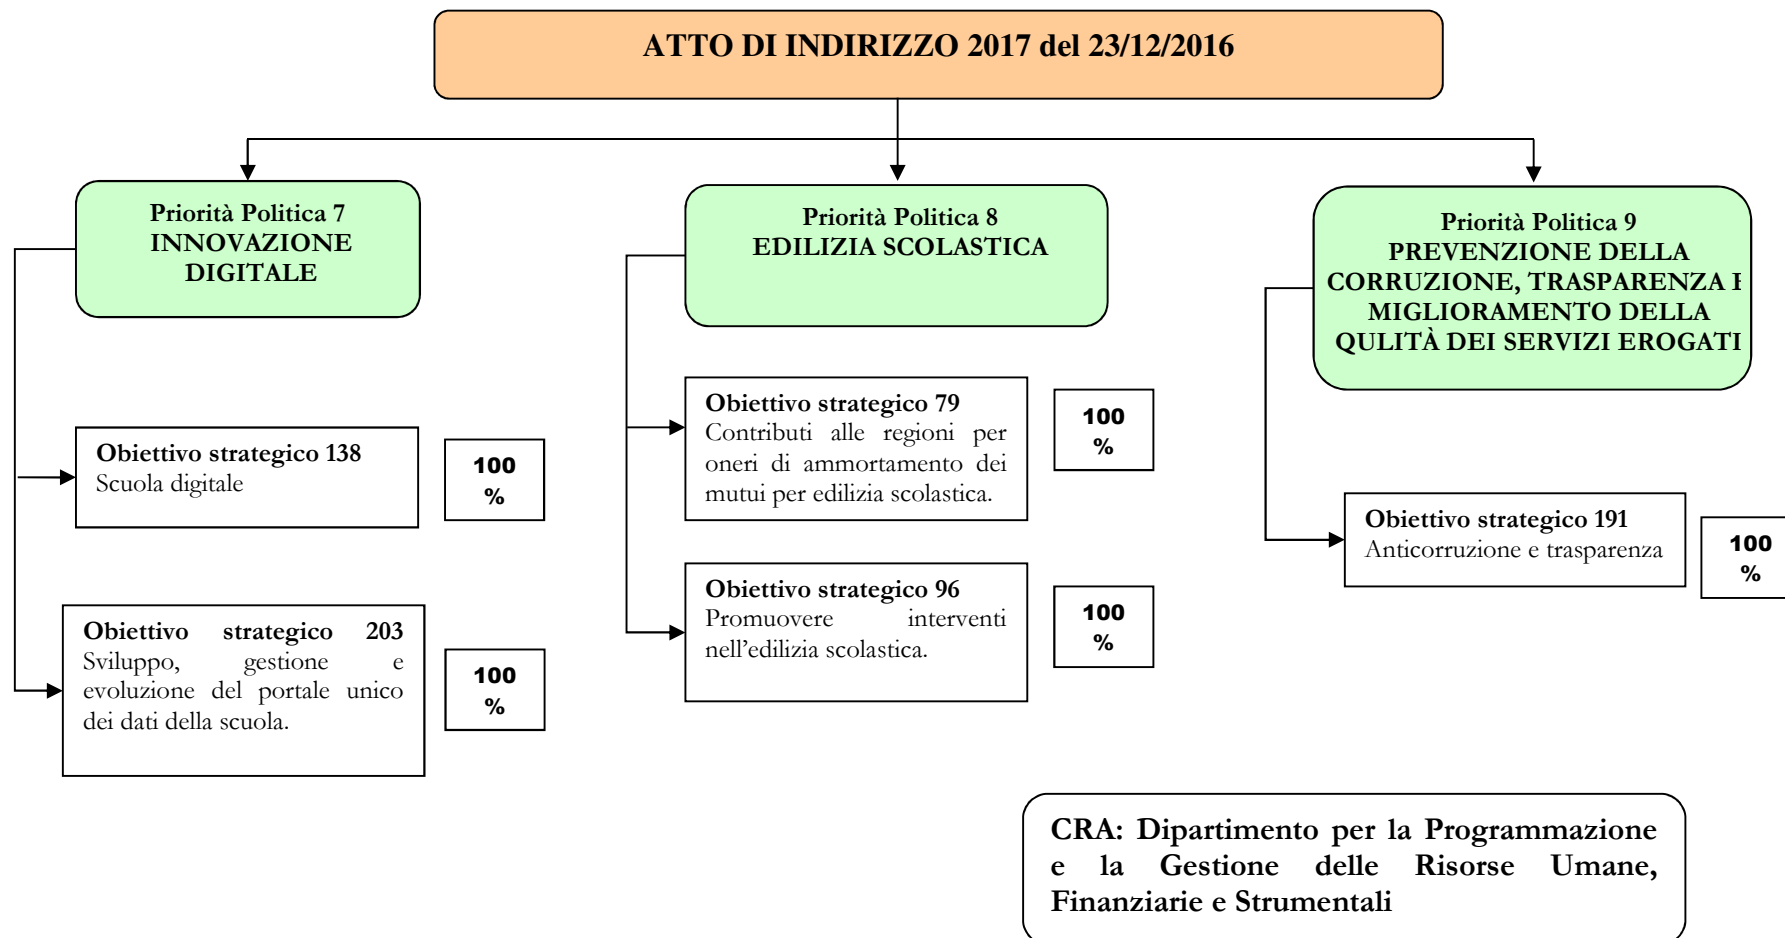 ATTO DI INDIRIZZO 2017 del 23/12/2016
Priorità Politica 7
INNOVAZIONE
DIGITALE
Obiettivo strategico 138
Scuola digitale
100
%
Obiettivo strategico 203
Sviluppo, gestione e
evoluzione del portale unico
dei dati della scuola.
100
%
Priorità Politica 8
EDILIZIA SCOLASTICA
Obiettivo strategico 79
Contributi alle regioni per
oneri di ammortamento dei
mutui per edilizia scolastica.
100
%
Obiettivo strategico 96
Promuovere interventi
nell’edilizia scolastica.
100
%
Priorità Politica 9
PREVENZIONE DELLA
CORRUZIONE, TRASPARENZA E
MIGLIORAMENTO DELLA
QULITÀ DEI SERVIZI EROGATI
Obiettivo strategico 191
Anticorruzione e trasparenza
100
%
CRA: Dipartimento per la Programmazione
e la Gestione delle Risorse Umane,
Finanziarie e Strumentali